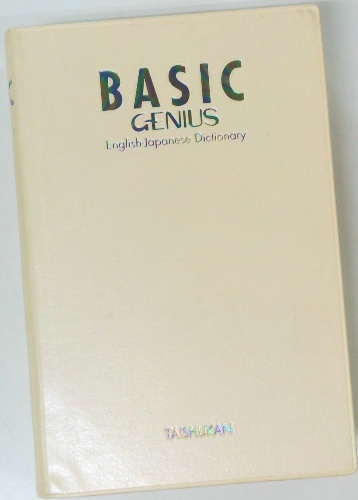 BASIC
GENIUS
English-Japanese Dictionary
TAISHUKAN